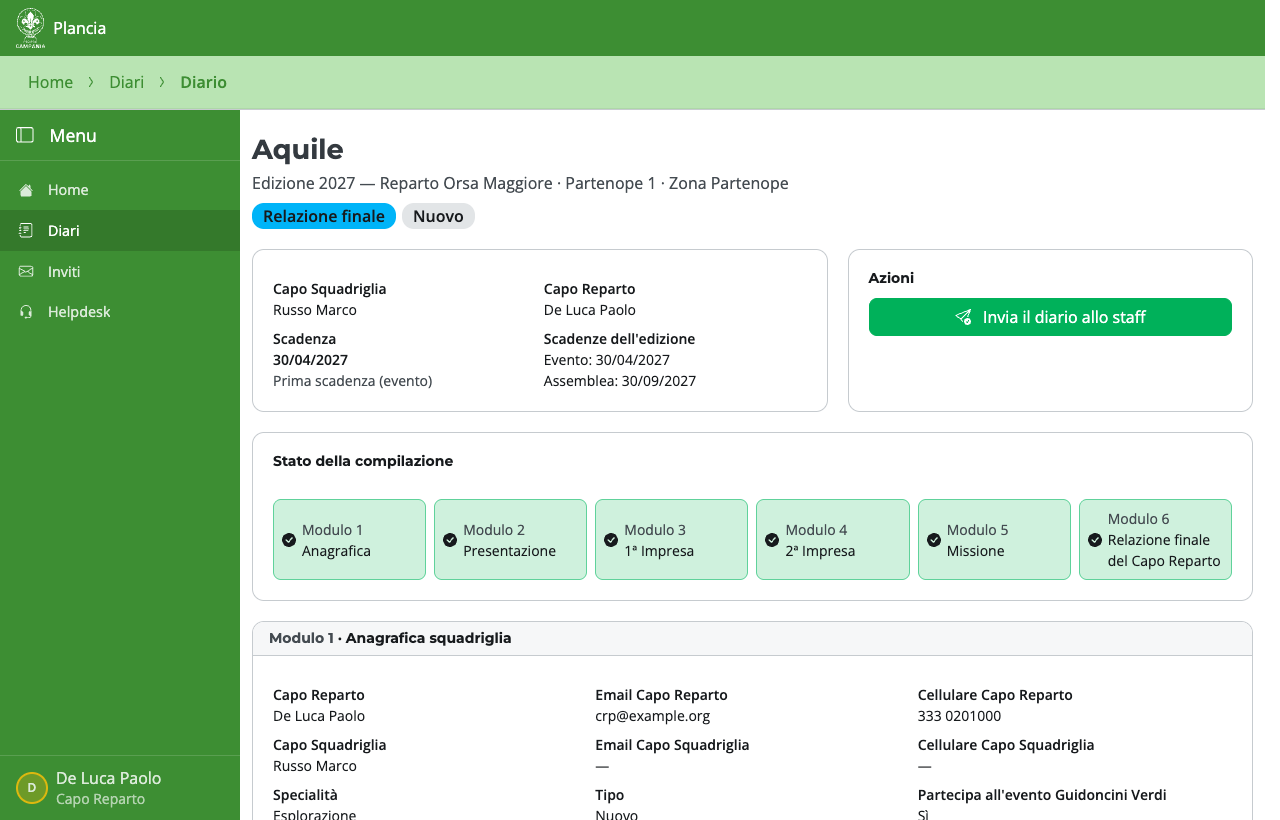 CAMPANIA
Plancia
Home
Diari
Diario
Menu
Home
Diari
Inviti
Helpdesk
De Luca Paolo
D
Capo Reparto
Aquile
Edizione 2027 — Reparto Orsa Maggiore · Partenope 1 · Zona Partenope
Relazione finale
Nuovo
Capo Squadriglia
Russo Marco
Capo Reparto
De Luca Paolo
Scadenza
30/04/2027
Prima scadenza (evento)
Scadenze dell'edizione
Evento: 30/04/2027
Assemblea: 30/09/2027
Azioni
Invia il diario allo staff
Stato della compilazione
Modulo 1
Anagrafica
Modulo 2
Presentazione
Modulo 3
1ª Impresa
Modulo 4
2ª Impresa
Modulo 5
Missione
Modulo 6
Relazione finale
del Capo Reparto
Modulo 1 · Anagrafica squadriglia
Capo Reparto
De Luca Paolo
Email Capo Reparto
crp@example.org
Cellulare Capo Reparto
333 0201000
Capo Squadriglia
Russo Marco
Email Capo Squadriglia
—
Cellulare Capo Squadriglia
—
Specialità
Esplorazione
Tipo
Nuovo
Partecipa all'evento Guidoncini Verdi
Sì